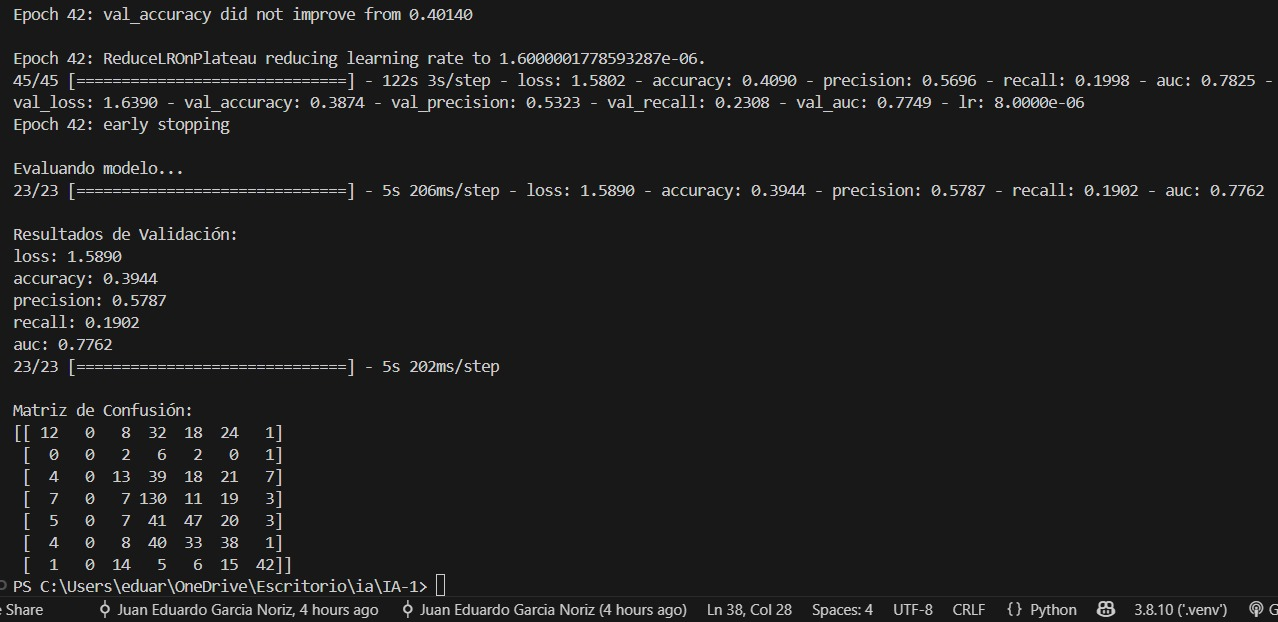 Epoch 42: val_accuracy did not improve from 0.40140
Epoch 42: ReduceLROnPlateau reducing learning rate to 1.6000001778593287e-06.
45/45 [==============================] - 122s 3s/step - loss: 1.5802 - accuracy: 0.4090 - precision: 0.5696 - recall: 0.1998 - auc: 0.7825 -
val_loss: 1.6390 - val_accuracy: 0.3874 - val_precision: 0.5323 - val_recall: 0.2308 - val_auc: 0.7749 - lr: 8.0000e-06
Epoch 42: early stopping
Evaluando modelo...
23/23 [==============================] - 5s 206ms/step - loss: 1.5890 - accuracy: 0.3944 - precision: 0.5787 - recall: 0.1902 - auc: 0.7762
Resultados de Validación:
loss: 1.5890
accuracy: 0.3944
precision: 0.5787
recall: 0.1902
auc: 0.7762
23/23 [==============================] - 5s 202ms/step
Matriz de Confusión:
[[ 12   0   8  32  18  24   1]
 [  0   0   2   6   2   0   1]
 [  4   0  13  39  18  21   7]
 [  7   0   7 130  11  19   3]
 [  5   0   7  41  47  20   3]
 [  4   0   8  40  33  38   1]
 [  1   0  14   5   6  15  42]]
PS C:\Users\eduar\OneDrive\Escritorio\ia\IA-1>
Share Juan Eduardo Garcia Noriz, 4 hours ago Juan Eduardo Garcia Noriz (4 hours ago) Ln 38, Col 28 Spaces: 4 UTF-8 CRLF {} Python 3.8.10 ('.venv')